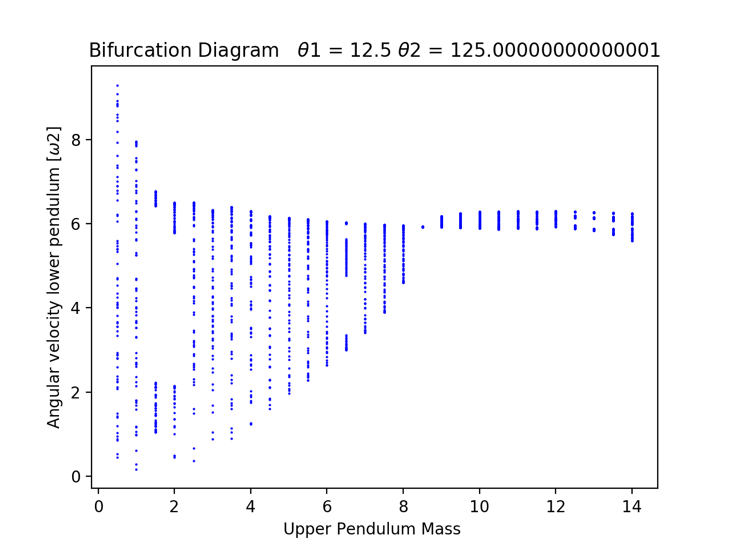 Bifurcation Diagram θ1 = 12.5 θ2 = 125.00000000000001
Angular velocity lower pendulum [ω2]
8
6
4
2
0
0 2 4 6 8 10 12 14
Upper Pendulum Mass